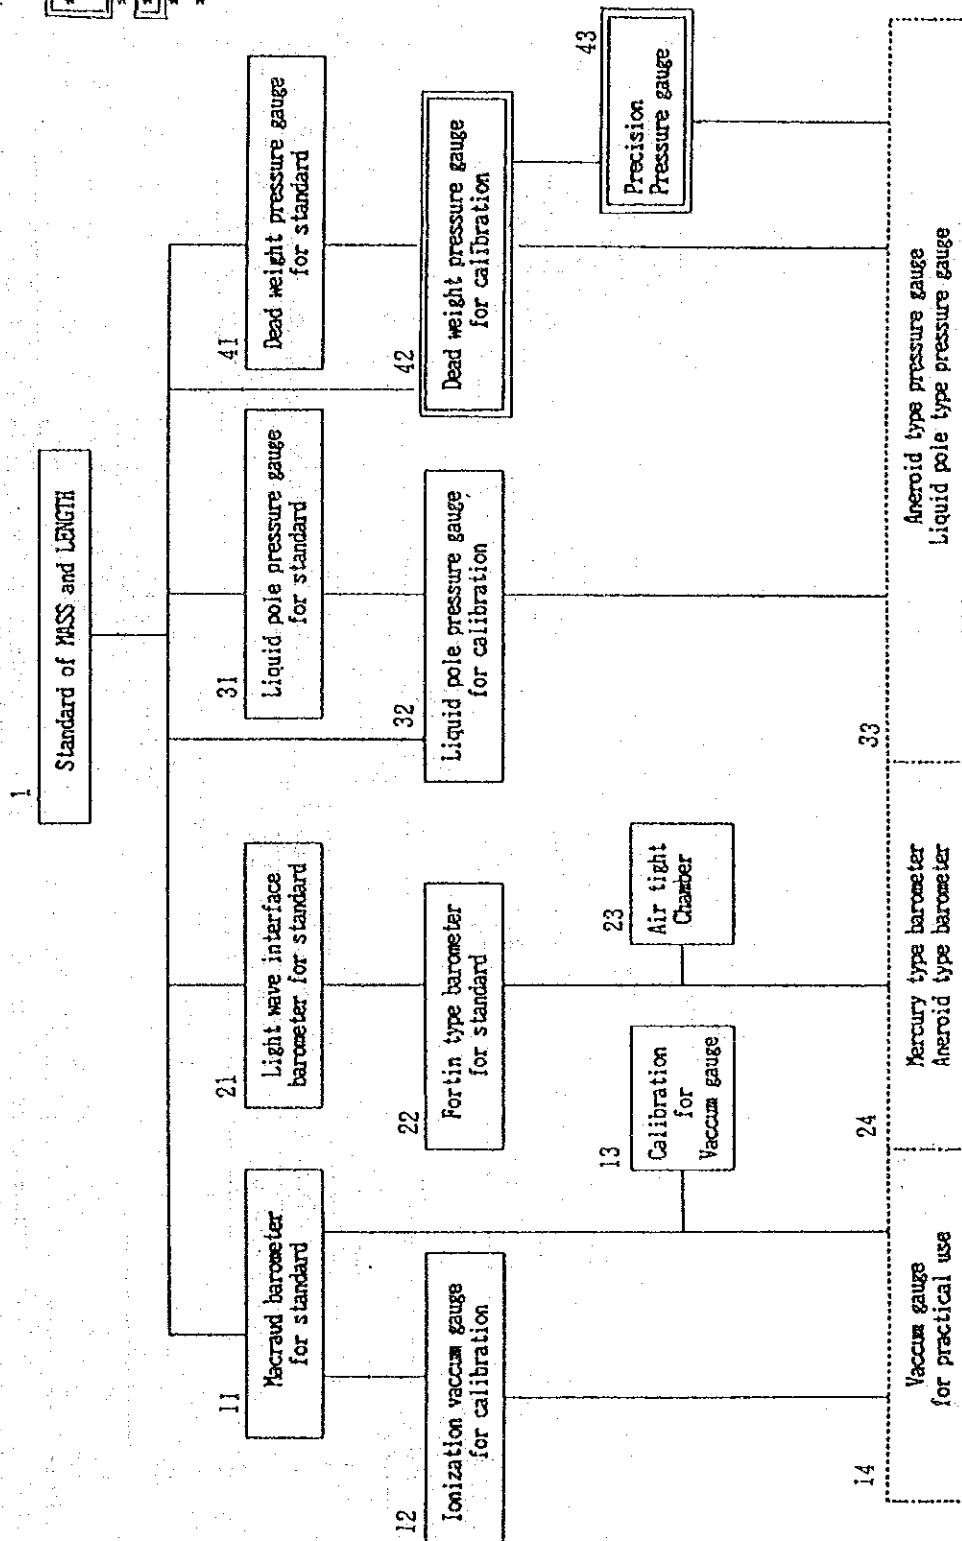 1
Standard of MASS and LENGTH
11
Macraud barometer
for standard
21
Light wave interface
barometer for standard
31
Liquid pole pressure gauge
for standard
41
Dead weight pressure gauge
for standard
12
Ionization vaccum gauge
for calibration
22
Fortin type barometer
for standard
32
Liquid pole pressure gauge
for calibration
42
Dead weight pressure gauge
for calibration
13
Calibration
for
Vaccum gauge
23
Air tight
Chamber
43
Precision
Pressure gauge
14
Vaccum gauge
for practical use
24
Mercury type barometer
Aneroid type barometer
33
Aneroid type pressure gauge
Liquid pole type pressure gauge